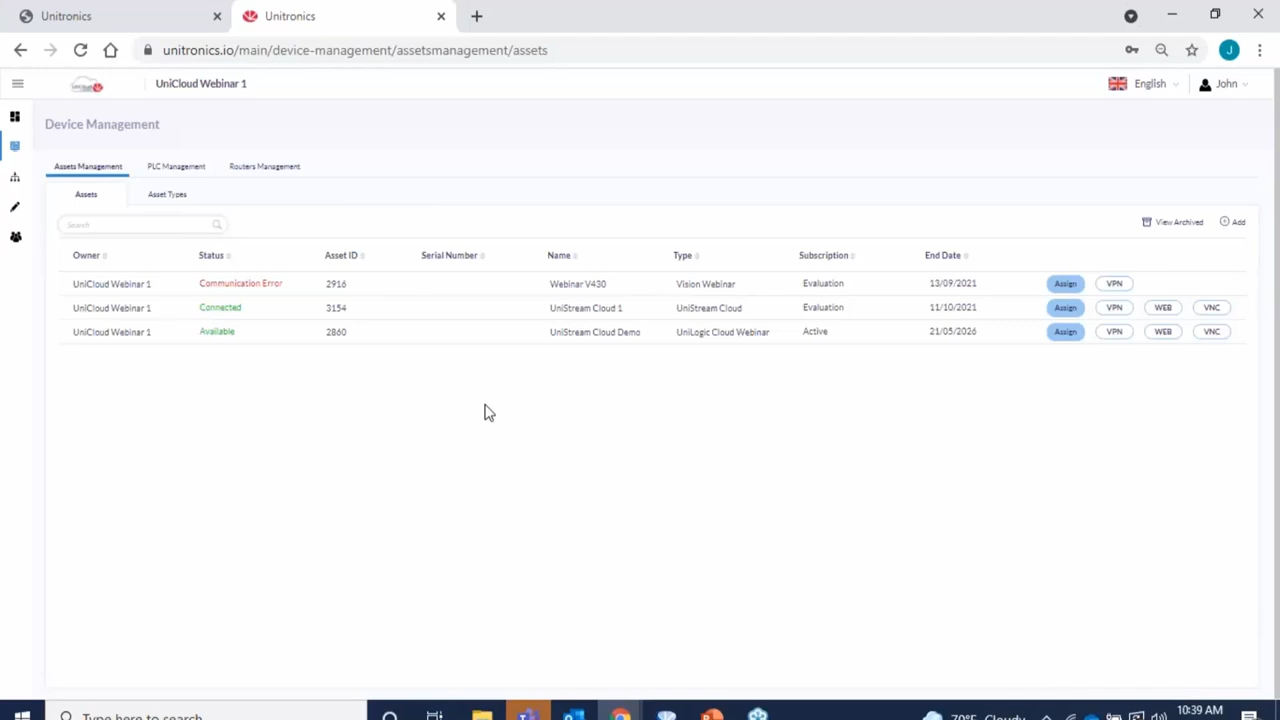 Unitronics
Unitronics
unitronics.io/main/device-management/assetsmanagement/assets
J
UniCloud Webinar 1
English
John
Device Management
Assets Management PLC Management Routers Management
Assets Asset Types
Search
View Archived Add
Owner Status Asset ID Serial Number Name Type Subscription End Date
UniCloud Webinar 1 Communication Error 2916 Webinar V430 Vision Webinar Evaluation 13/09/2021 Assign VPN
UniCloud Webinar 1 Connected 3154 UniStream Cloud 1 UniStream Cloud Evaluation 11/10/2021 Assign VPN WEB VNC
UniCloud Webinar 1 Available 2860 UniStream Cloud Demo UniLogic Cloud Webinar Active 21/05/2026 Assign VPN WEB VNC
Type here to search
70°F Cloudy
10:39 AM